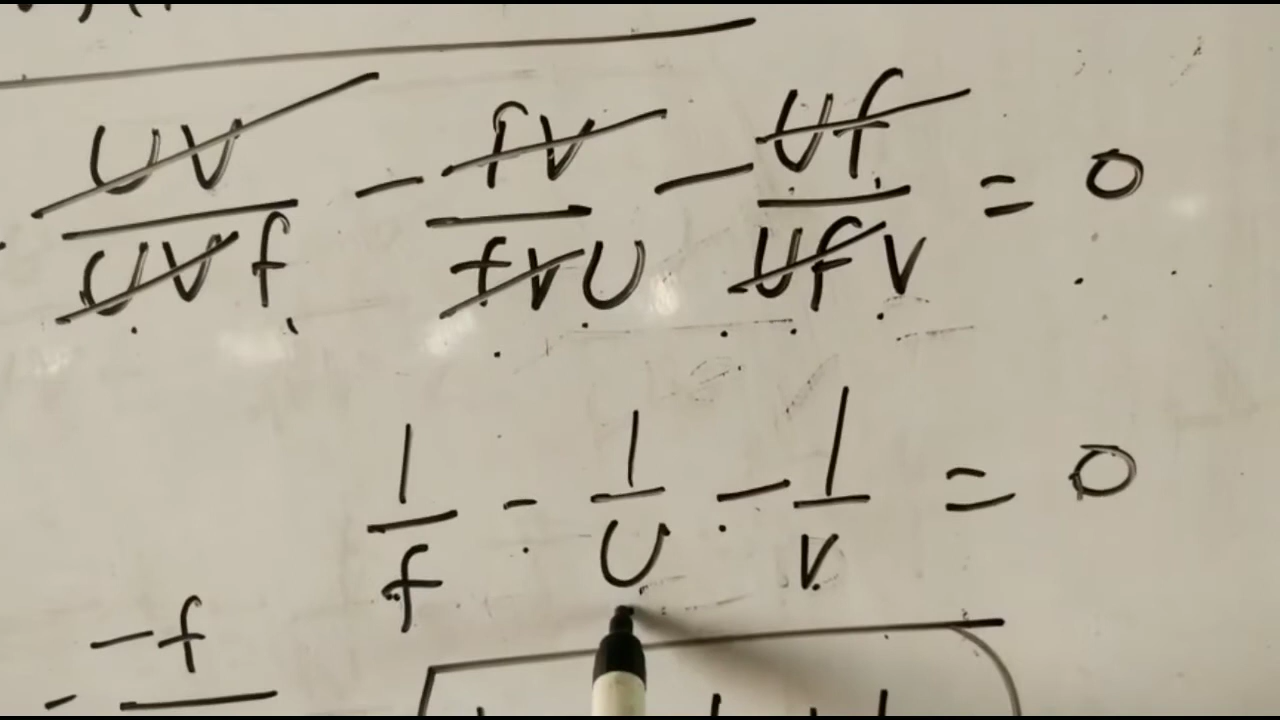 UV/UVf - fV/fVU - Uf/UfV = 0
1/f - 1/U - 1/V = 0
-f